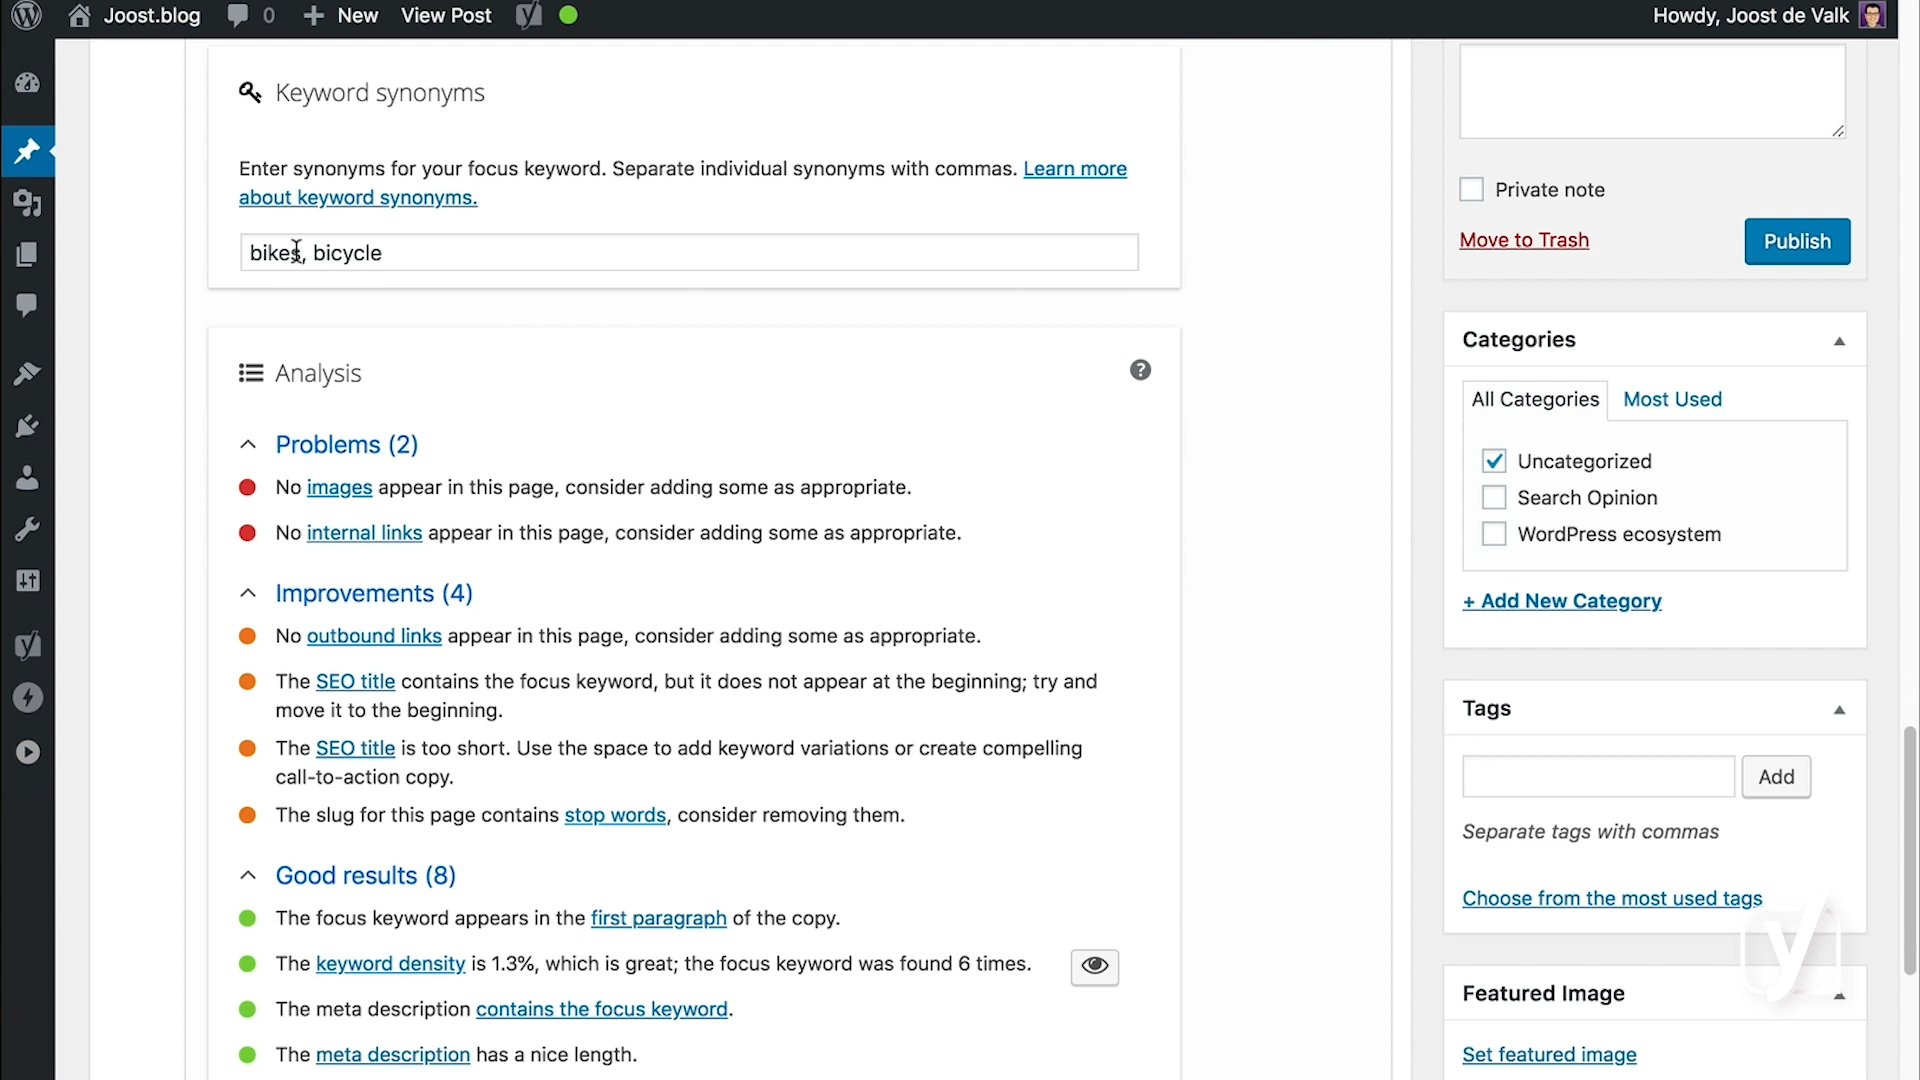 Joost.blog 0 New View Post Howdy, Joost de Valk
Keyword synonyms
Enter synonyms for your focus keyword. Separate individual synonyms with commas. Learn more
about keyword synonyms.
bikes, bicycle
Analysis
Problems (2)
No images appear in this page, consider adding some as appropriate.
No internal links appear in this page, consider adding some as appropriate.
Improvements (4)
No outbound links appear in this page, consider adding some as appropriate.
The SEO title contains the focus keyword, but it does not appear at the beginning; try and
move it to the beginning.
The SEO title is too short. Use the space to add keyword variations or create compelling
call-to-action copy.
The slug for this page contains stop words, consider removing them.
Good results (8)
The focus keyword appears in the first paragraph of the copy.
The keyword density is 1.3%, which is great; the focus keyword was found 6 times.
The meta description contains the focus keyword.
The meta description has a nice length.
Private note
Move to Trash
Publish
Categories
All Categories Most Used
Uncategorized
Search Opinion
WordPress ecosystem
+ Add New Category
Tags
Add
Separate tags with commas
Choose from the most used tags
Featured Image
Set featured image